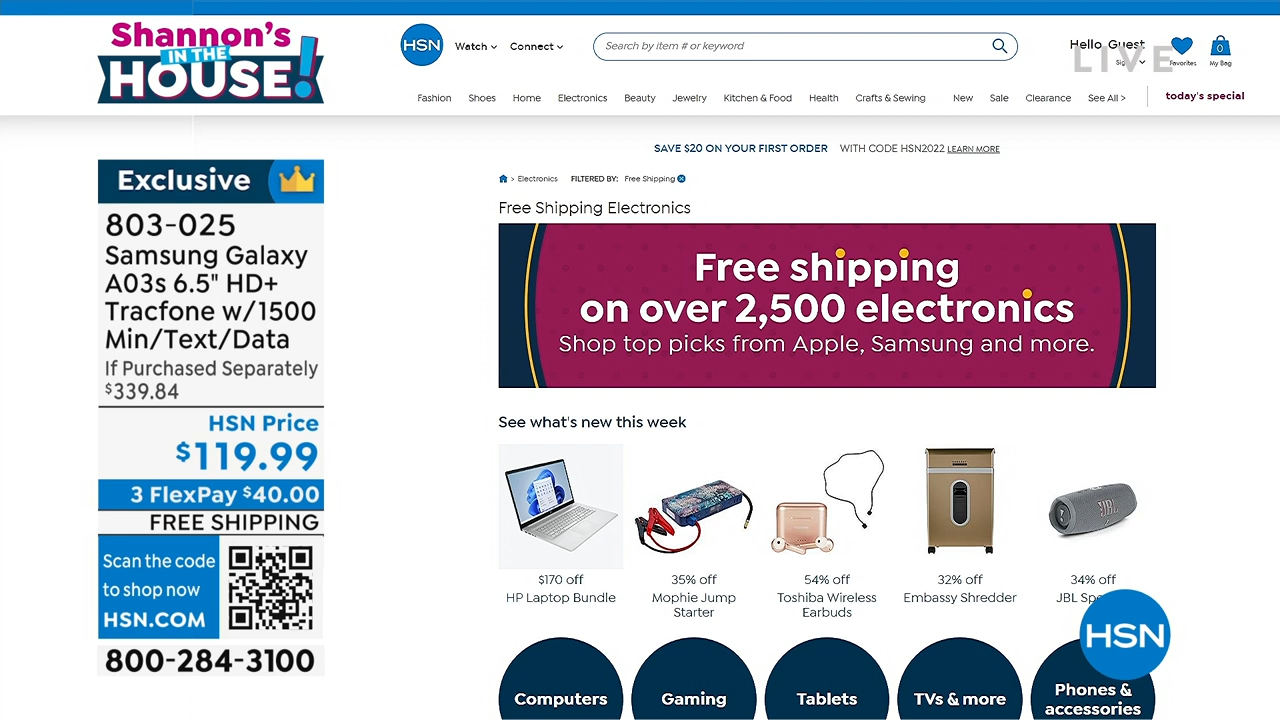 Shannon's
IN THE
HOUSE!
HSN
Watch
Connect
Search by item # or keyword
Hello, Guest
LIVE
Favorites
0
My Bag
Fashion
Shoes
Home
Electronics
Beauty
Jewelry
Kitchen & Food
Health
Crafts & Sewing
New
Sale
Clearance
See All >
today's special
Exclusive
803-025
Samsung Galaxy
A03s 6.5" HD+
Tracfone w/1500
Min/Text/Data
If Purchased Separately
$339.84
HSN Price
$119.99
3 FlexPay $40.00
FREE SHIPPING
Scan the code
to shop now
HSN.COM
800-284-3100
SAVE $20 ON YOUR FIRST ORDER WITH CODE HSN2022 LEARN MORE
> Electronics FILTERED BY: Free Shipping
Free Shipping Electronics
Free shipping
on over 2,500 electronics
Shop top picks from Apple, Samsung and more.
See what's new this week
JBL
$170 off
HP Laptop Bundle
35% off
Mophie Jump
Starter
54% off
Toshiba Wireless
Earbuds
32% off
Embassy Shredder
34% off
JBL
HSN
Computers
Gaming
Tablets
TVs & more
Phones &
accessories